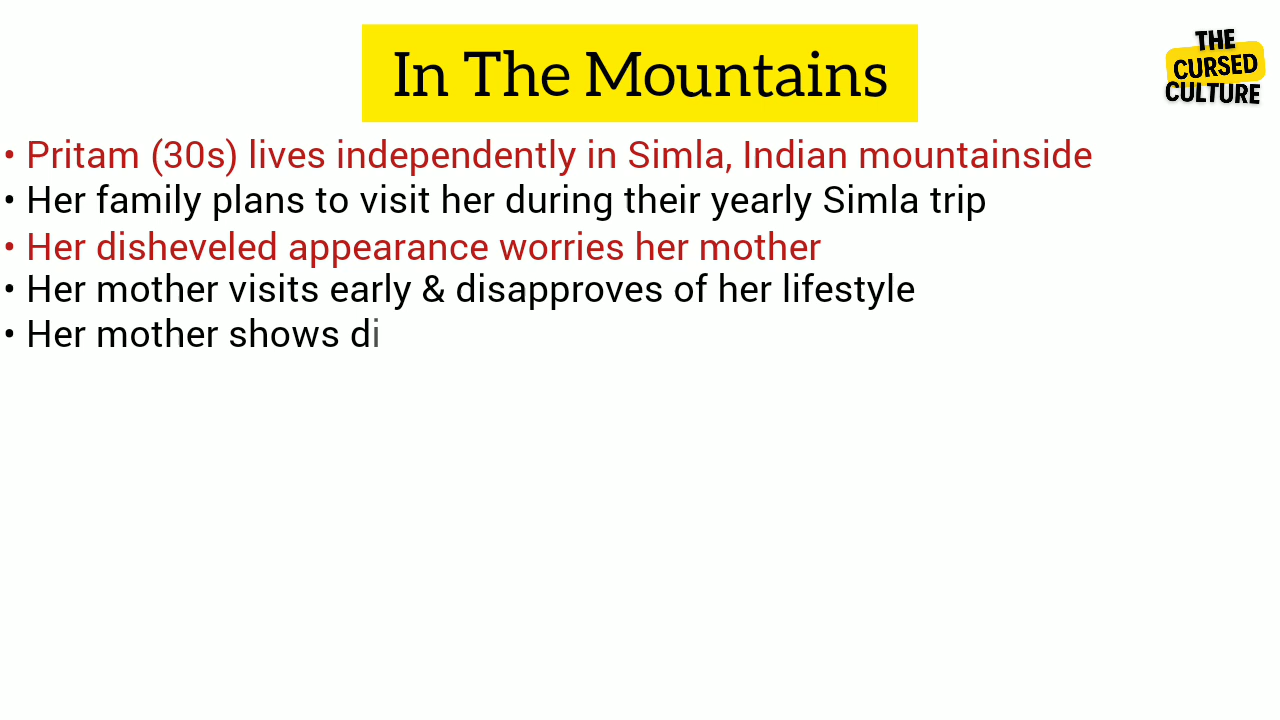 In The Mountains
THE
CURSED
CULTURE
• Pritam (30s) lives independently in Simla, Indian mountainside
• Her family plans to visit her during their yearly Simla trip
• Her disheveled appearance worries her mother
• Her mother visits early & disapproves of her lifestyle
• Her mother shows di